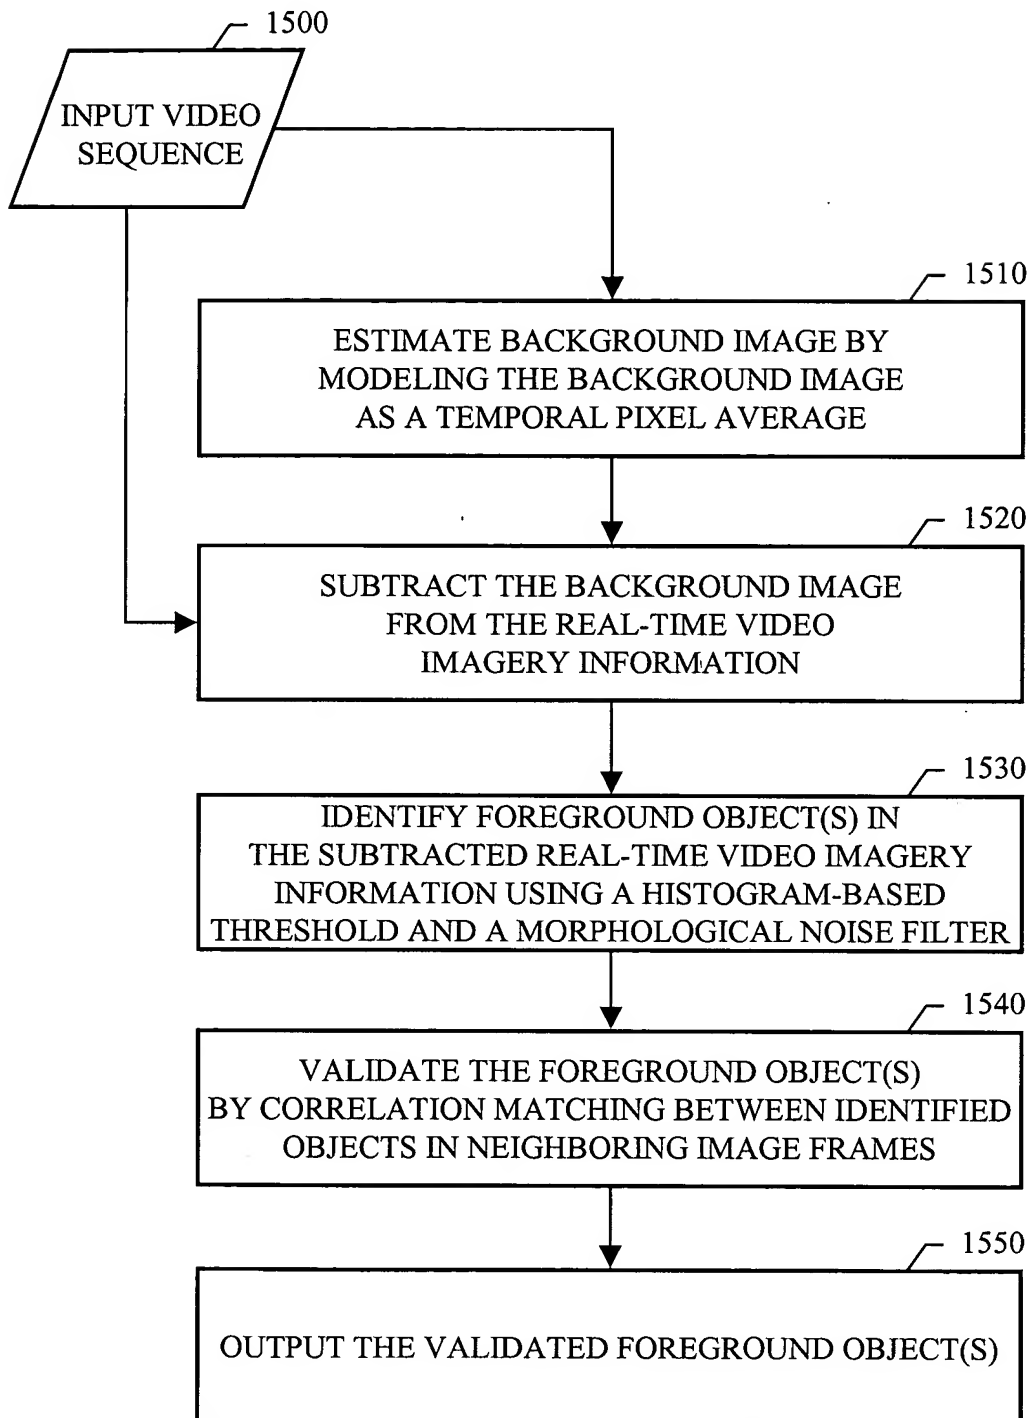 1500
INPUT VIDEO
SEQUENCE
1510
ESTIMATE BACKGROUND IMAGE BY
MODELING THE BACKGROUND IMAGE
AS A TEMPORAL PIXEL AVERAGE
1520
SUBTRACT THE BACKGROUND IMAGE
FROM THE REAL-TIME VIDEO
IMAGERY INFORMATION
1530
IDENTIFY FOREGROUND OBJECT(S) IN
THE SUBTRACTED REAL-TIME VIDEO IMAGERY
INFORMATION USING A HISTOGRAM-BASED
THRESHOLD AND A MORPHOLOGICAL NOISE FILTER
1540
VALIDATE THE FOREGROUND OBJECT(S)
BY CORRELATION MATCHING BETWEEN IDENTIFIED
OBJECTS IN NEIGHBORING IMAGE FRAMES
1550
OUTPUT THE VALIDATED FOREGROUND OBJECT(S)